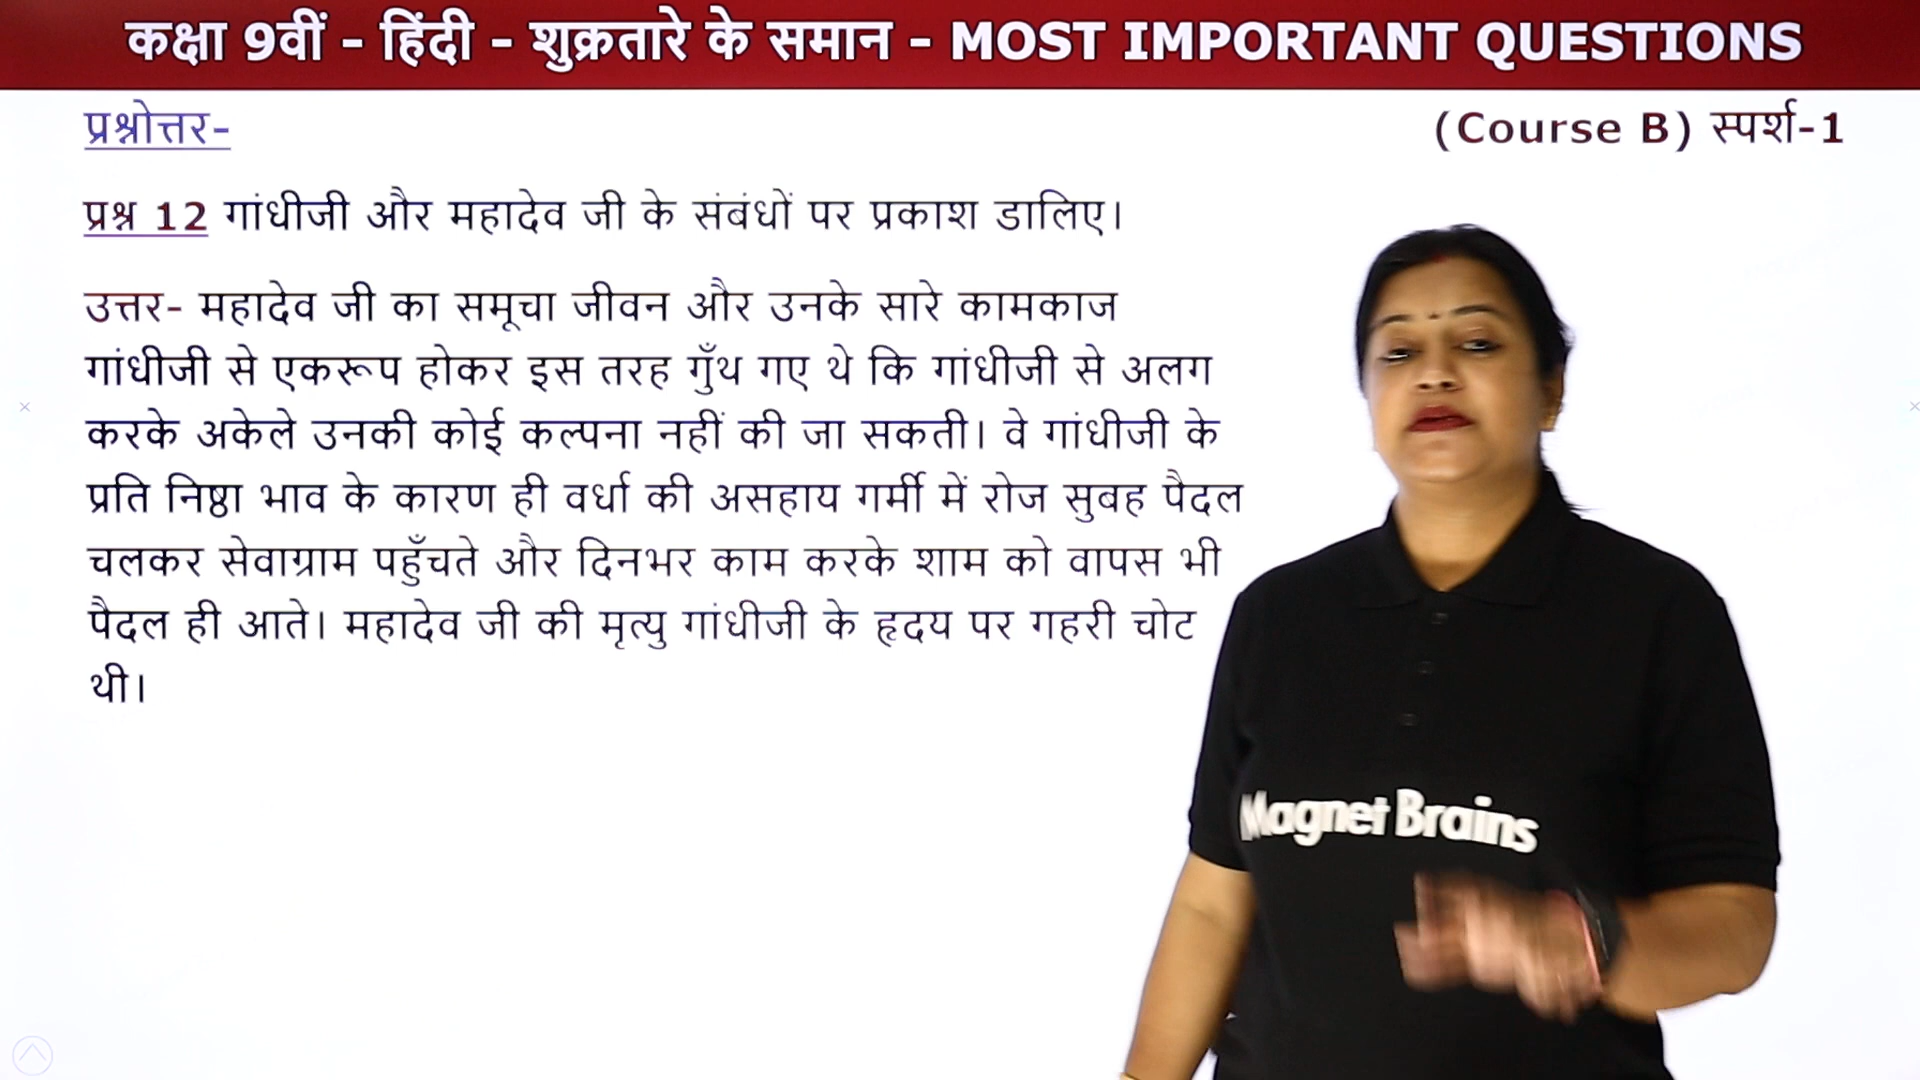 कक्षा 9वीं - हिंदी - शुक्रतारे के समान - MOST IMPORTANT QUESTIONS
प्रश्नोत्तर-
(Course B) स्पर्श-1
प्रश्न 12 गांधीजी और महादेव जी के संबंधों पर प्रकाश डालिए।
उत्तर- महादेव जी का समूचा जीवन और उनके सारे कामकाज
गांधीजी से एकरूप होकर इस तरह गुँथ गए थे कि गांधीजी से अलग
करके अकेले उनकी कोई कल्पना नहीं की जा सकती। वे गांधीजी के
प्रति निष्ठा भाव के कारण ही वर्धा की असहाय गर्मी में रोज सुबह पैदल
चलकर सेवाग्राम पहुँचते और दिनभर काम करके शाम को वापस भी
पैदल ही आते। महादेव जी की मृत्यु गांधीजी के हृदय पर गहरी चोट
थी।
Magnet Brains